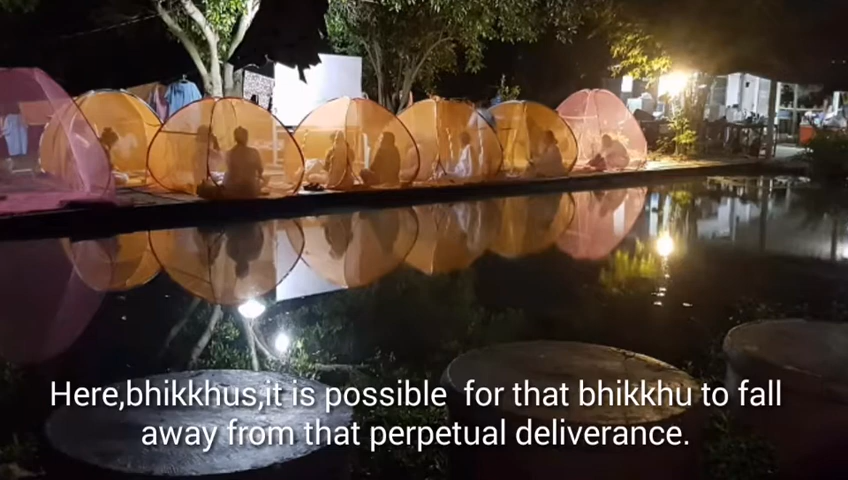 Here,bhikkhus,it is possible  for that bhikkhu to fall
away from that perpetual deliverance.